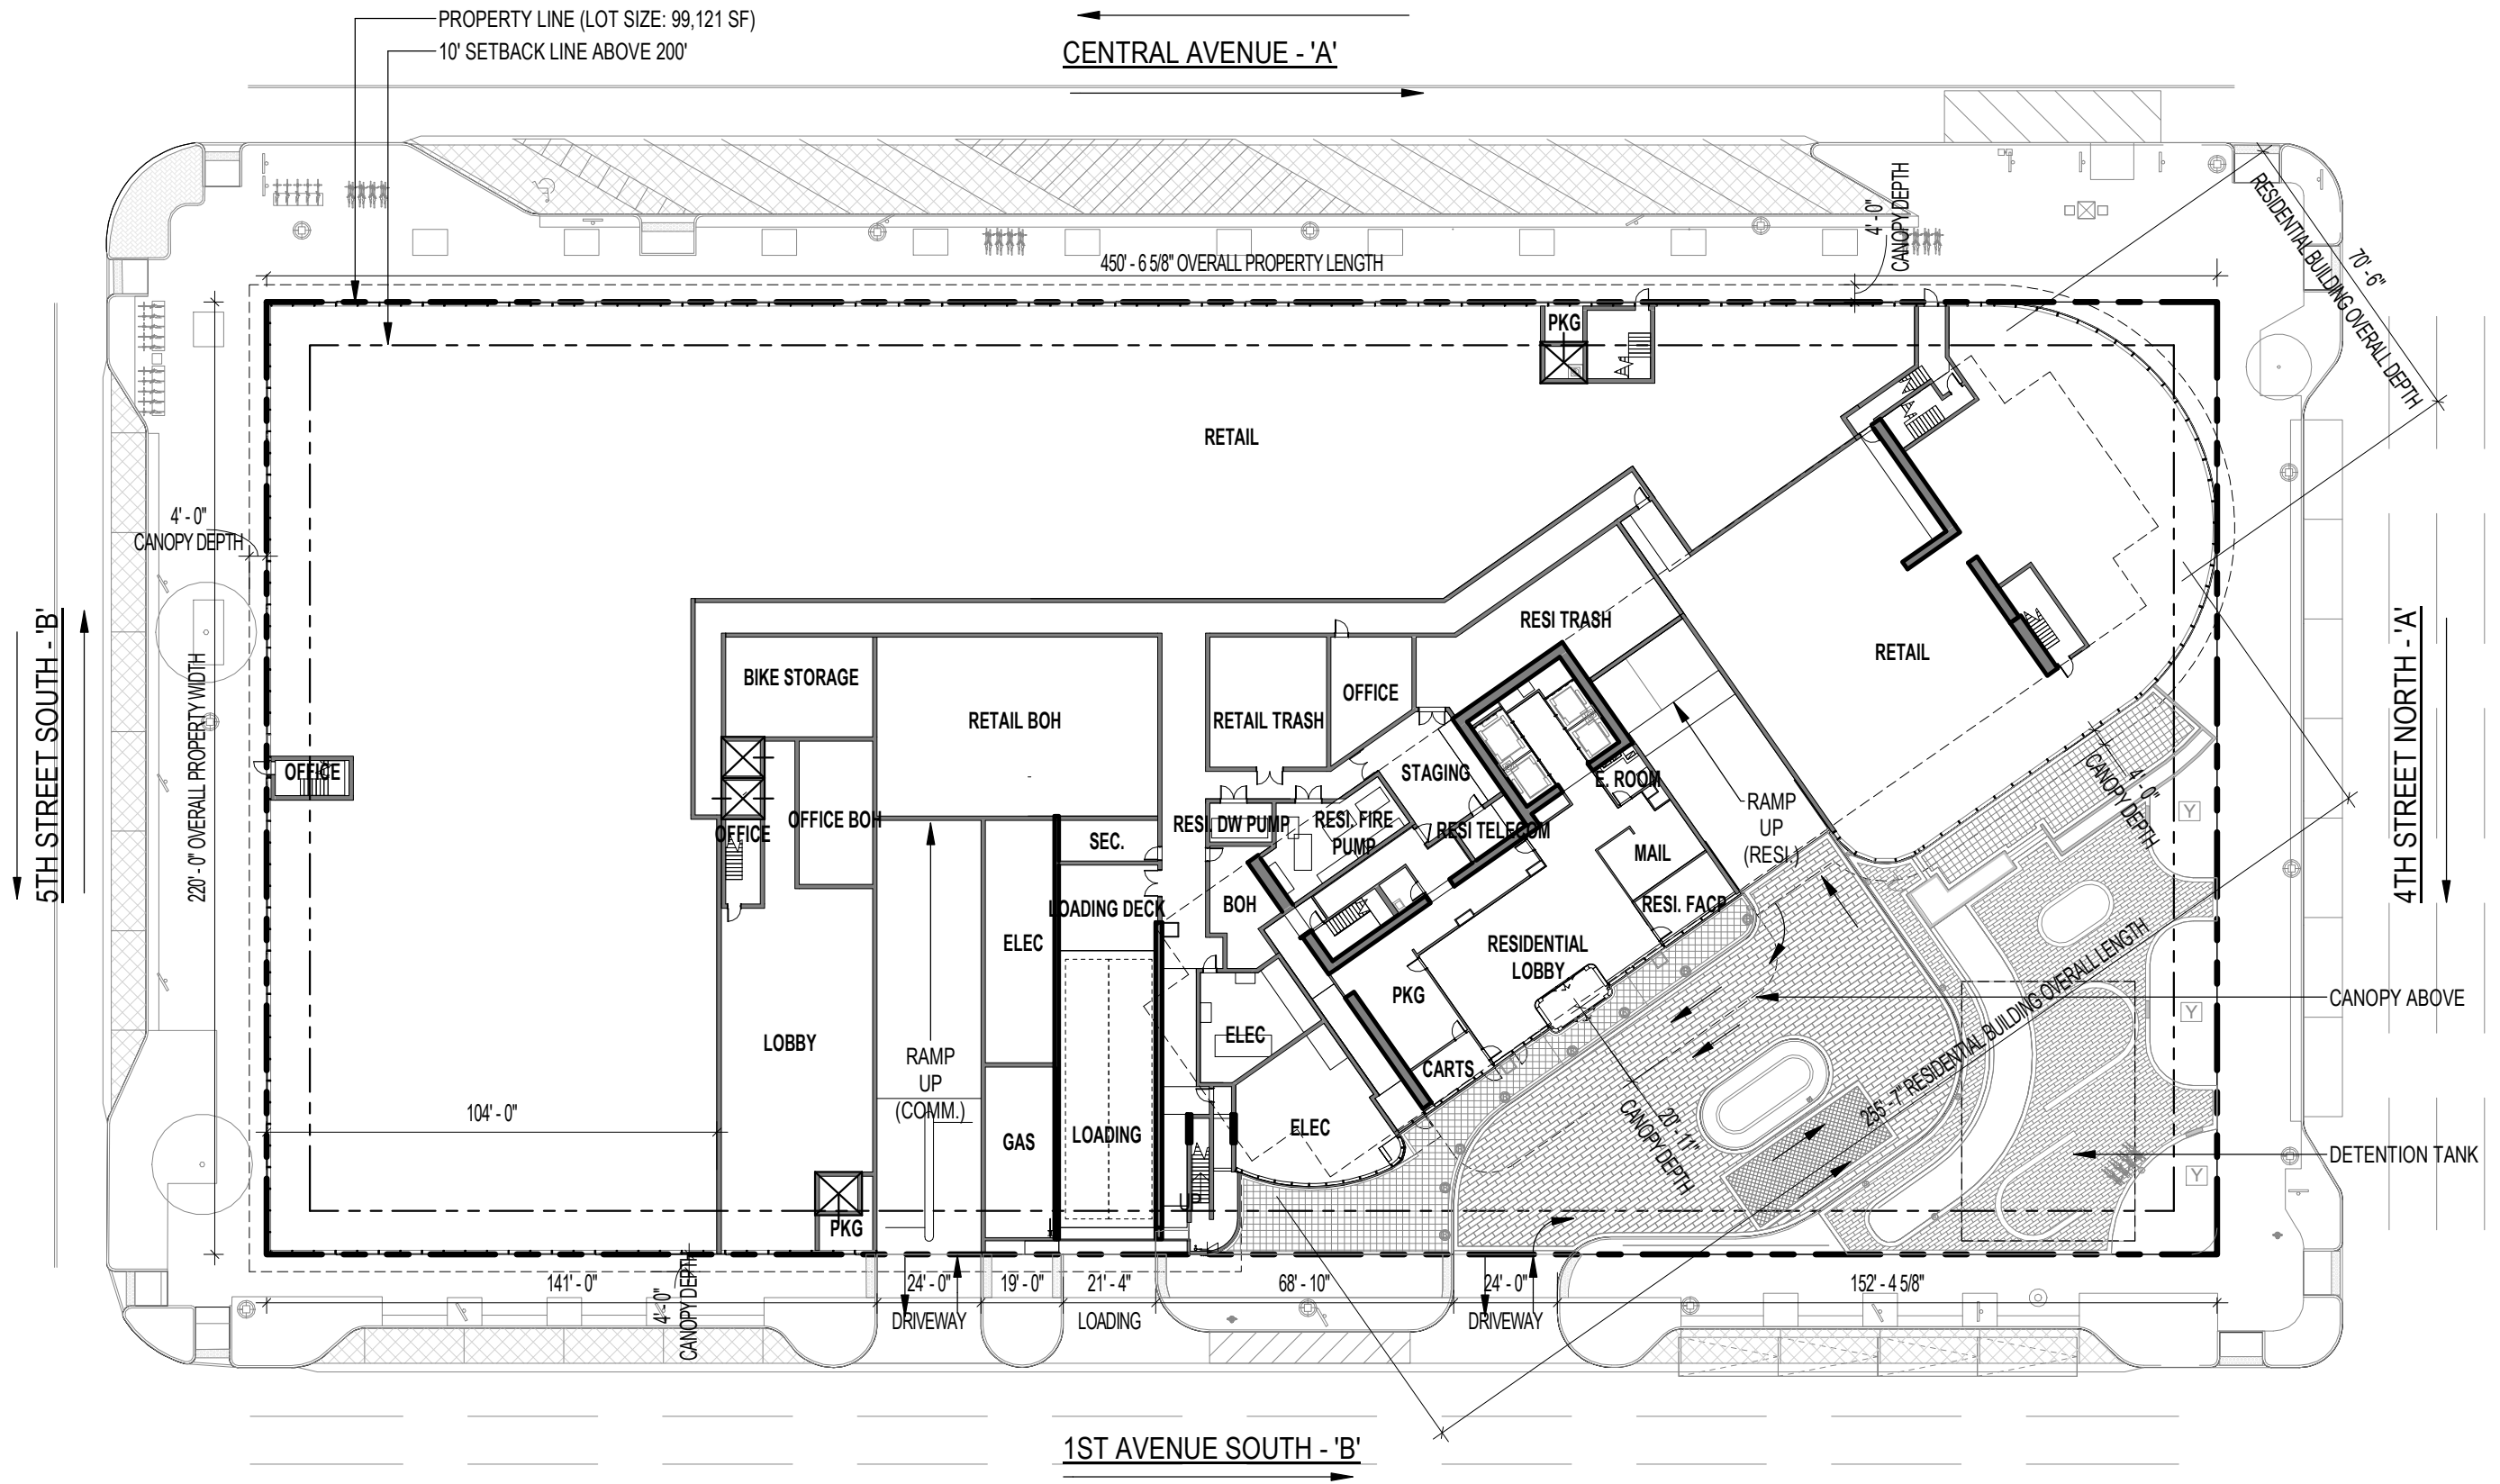 PROPERTY LINE (LOT SIZE: 99,121 SF)
10' SETBACK LINE ABOVE 200'
CENTRAL AVENUE - 'A'
4' - 0"
CANOPY DEPTH
70' - 6"
RESIDENTIAL BUILDING OVERALL DEPTH
450' - 6 5/8" OVERALL PROPERTY LENGTH
PKG
RETAIL
4' - 0"
CANOPY DEPTH
5TH STREET SOUTH - 'B'
220' - 0" OVERALL PROPERTY WIDTH
OFFICE
BIKE STORAGE
RETAIL BOH
RETAIL TRASH
OFFICE
RESI TRASH
RETAIL
4TH STREET NORTH - 'A'
OFFICE
OFFICE BOH
SEC.
RESI. DW PUMP
RESI. FIRE
PUMP
STAGING
RESI TELECOM
E. ROOM
RAMP
UP
(RESI.)
MAIL
RESI. FACP
4' - 0"
CANOPY DEPTH
Y
LOADING DECK
BOH
ELEC
RESIDENTIAL
LOBBY
PKG
CANOPY ABOVE
Y
255' - 7" RESIDENTIAL BUILDING OVERALL LENGTH
LOBBY
RAMP
UP
(COMM.)
ELEC
CARTS
20' - 11"
CANOPY DEPTH
104' - 0"
GAS
LOADING
ELEC
DETENTION TANK
Y
UP
PKG
141' - 0"
4' - 0"
CANOPY DEPTH
24' - 0"
19' - 0"
21' - 4"
68' - 10"
24' - 0"
152' - 4 5/8"
DRIVEWAY
LOADING
DRIVEWAY
1ST AVENUE SOUTH - 'B'